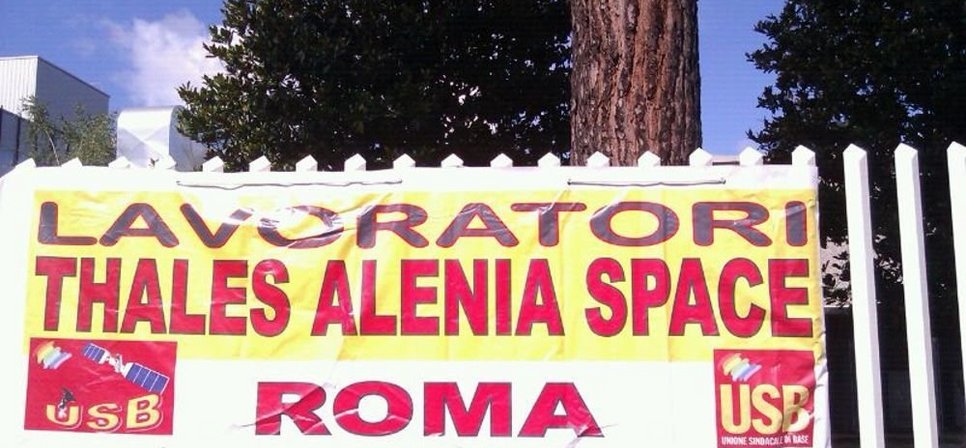 LAVORATORI
THALES ALENIA SPACE
ROMA
USB
USB
UNIONE SINDACALE DI BASE